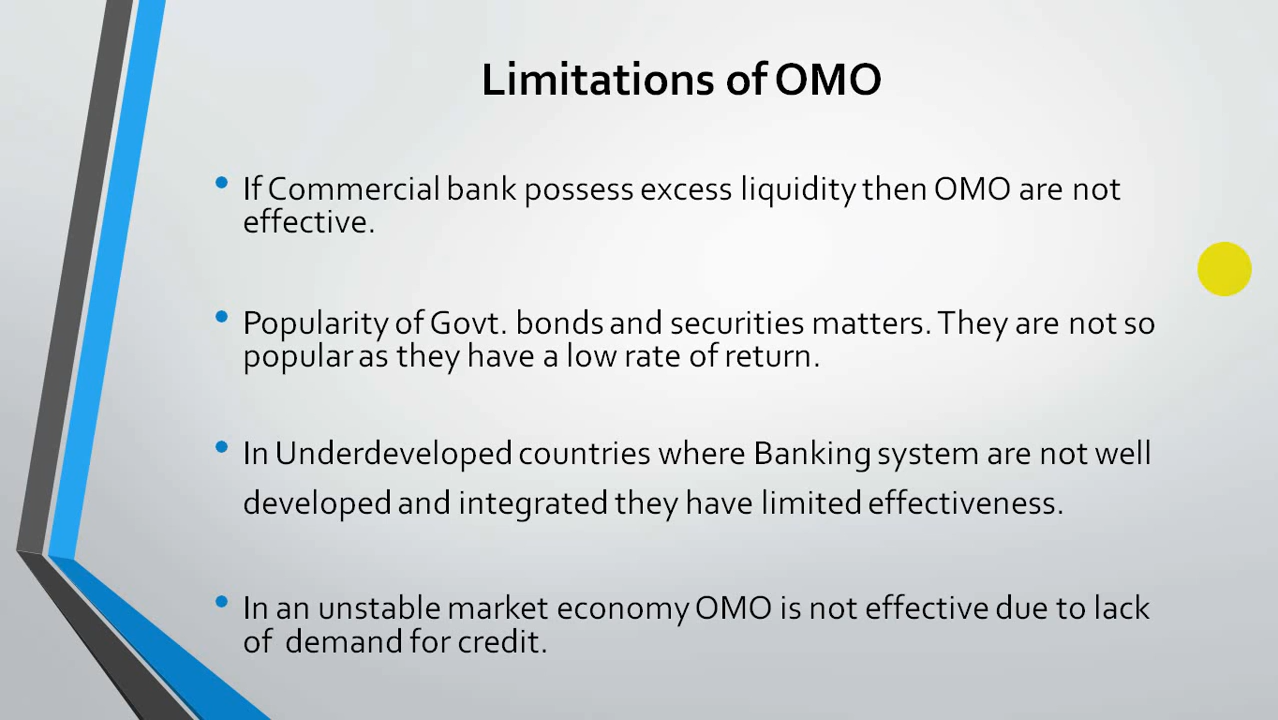 Limitations of OMO
• If Commercial bank possess excess liquidity then OMO are not
effective.
• Popularity of Govt. bonds and securities matters. They are not so
popular as they have a low rate of return.
• In Underdeveloped countries where Banking system are not well
developed and integrated they have limited effectiveness.
• In an unstable market economy OMO is not effective due to lack
of demand for credit.